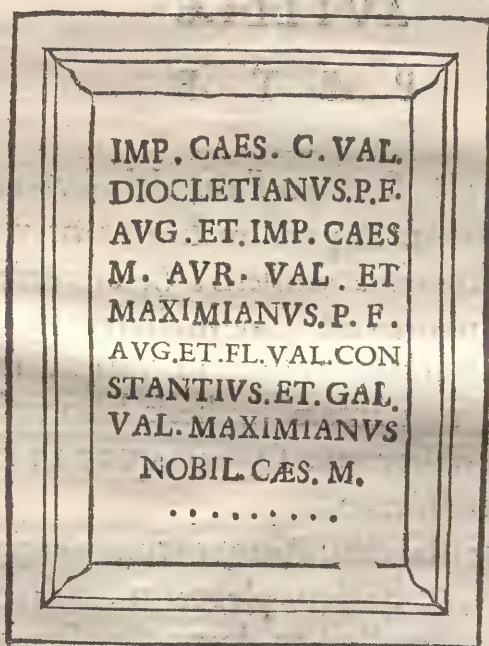 IMP. CAES. C. VAL.
DIOCLETIANVS.P.F.
AVG.ET.IMP.CAES
M. AVR. VAL. ET
MAXIMIANVS. P. F.
AVG.ET.FL.VAL.CON
STANTIVS.ET.GAL.
VAL. MAXIMIANVS
NOBIL. CÆS. M.
.........